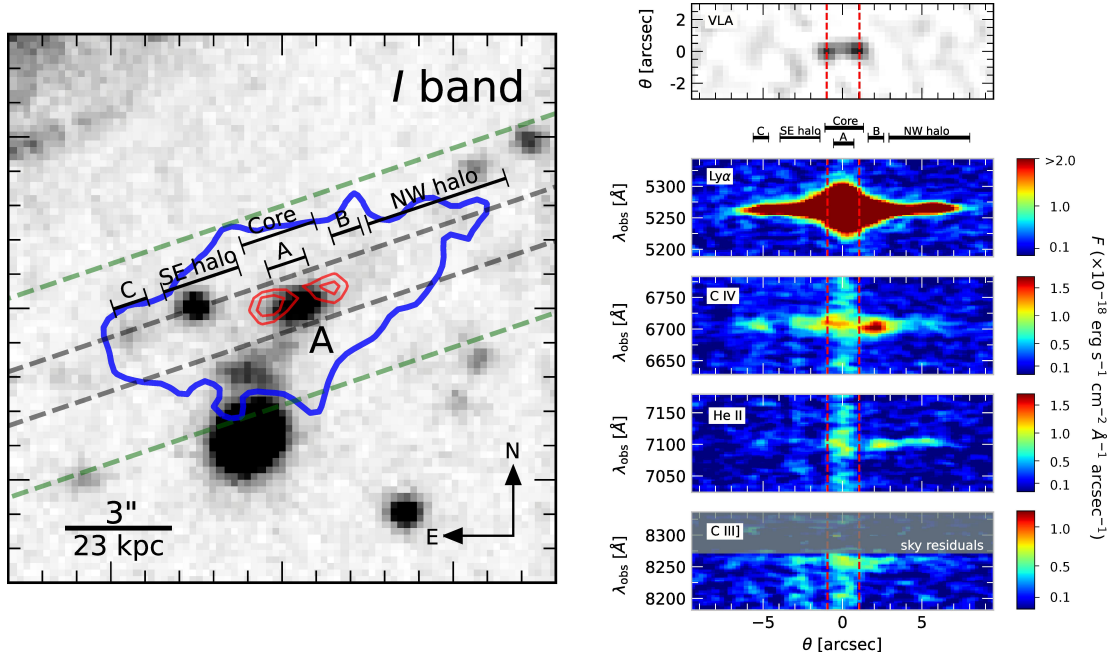 I band
NW halo
Core
B
A
SE halo
C
A
3"
23 kpc
N
E
VLA
θ [arcsec]
2
0
-2
Core
C
SE halo
A
B
NW halo
Lyα
λobs [Å]
5300
5250
5200
>2.0
1.0
0.1
C IV
λobs [Å]
6750
6700
6650
1.5
1.0
0.5
0.1
He II
λobs [Å]
7150
7100
7050
1.5
1.0
0.5
0.1
C III]
sky residuals
λobs [Å]
8300
8250
8200
1.0
0.5
0.1
F (×10⁻¹⁸ erg s⁻¹ cm⁻² Å⁻¹ arcsec⁻¹)
−5
0
5
θ [arcsec]